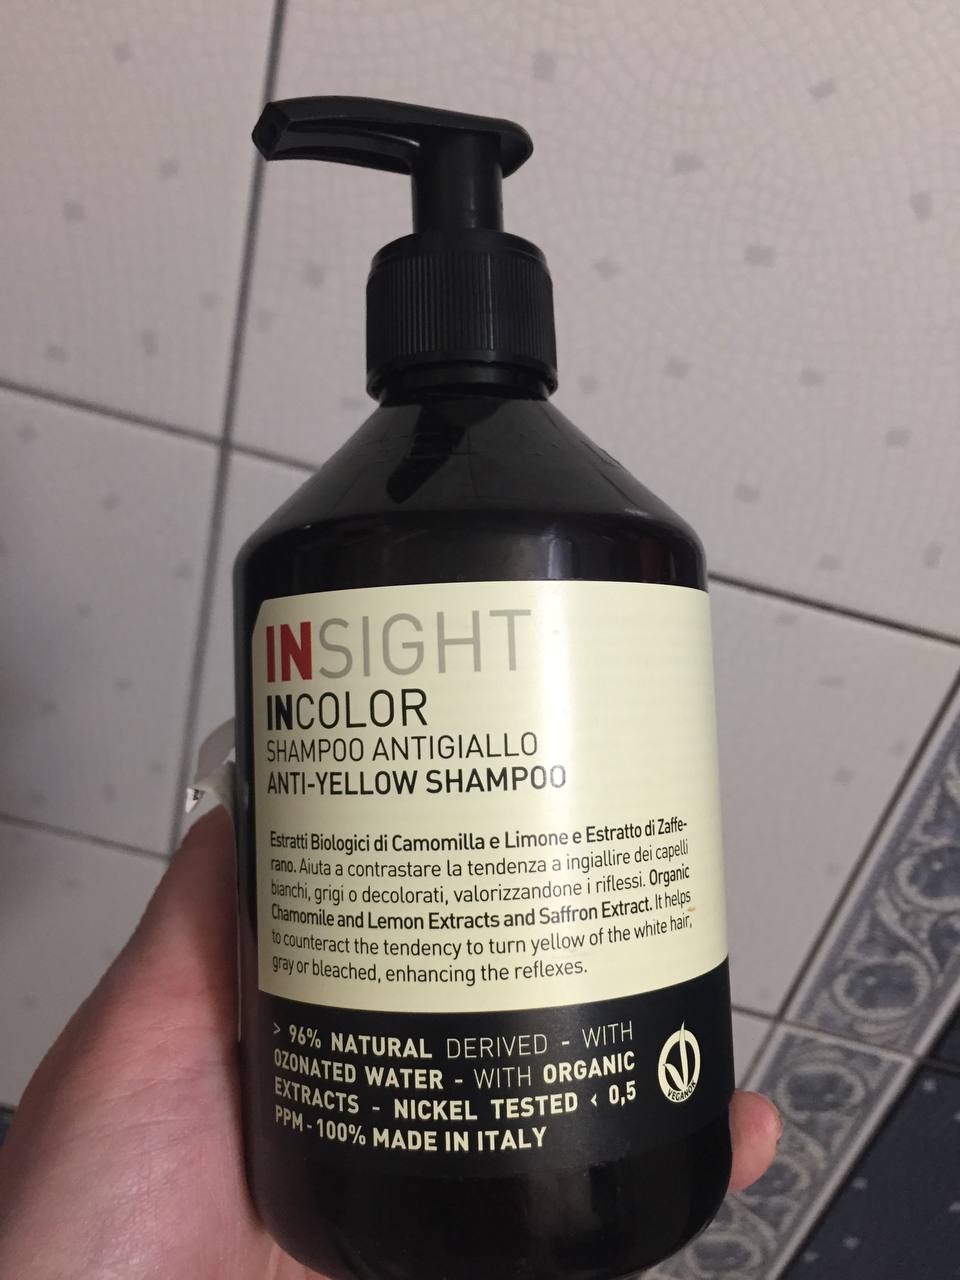 INSIGHT
INCOLOR
SHAMPOO ANTIGIALLO
ANTI-YELLOW SHAMPOO
Estratti Biologici di Camomilla e Limone e Estratto di Zaffe-
rano. Aiuta a contrastare la tendenza a ingiallire dei capelli
bianchi, grigi o decolorati, valorizzandone i riflessi. Organic
Chamomile and Lemon Extracts and Saffron Extract. It helps
to counteract the tendency to turn yellow of the white hair,
gray or bleached, enhancing the reflexes.
> 96% NATURAL DERIVED - WITH
OZONATED WATER - WITH ORGANIC
EXTRACTS - NICKEL TESTED < 0,5
PPM - 100% MADE IN ITALY
VEGANOK